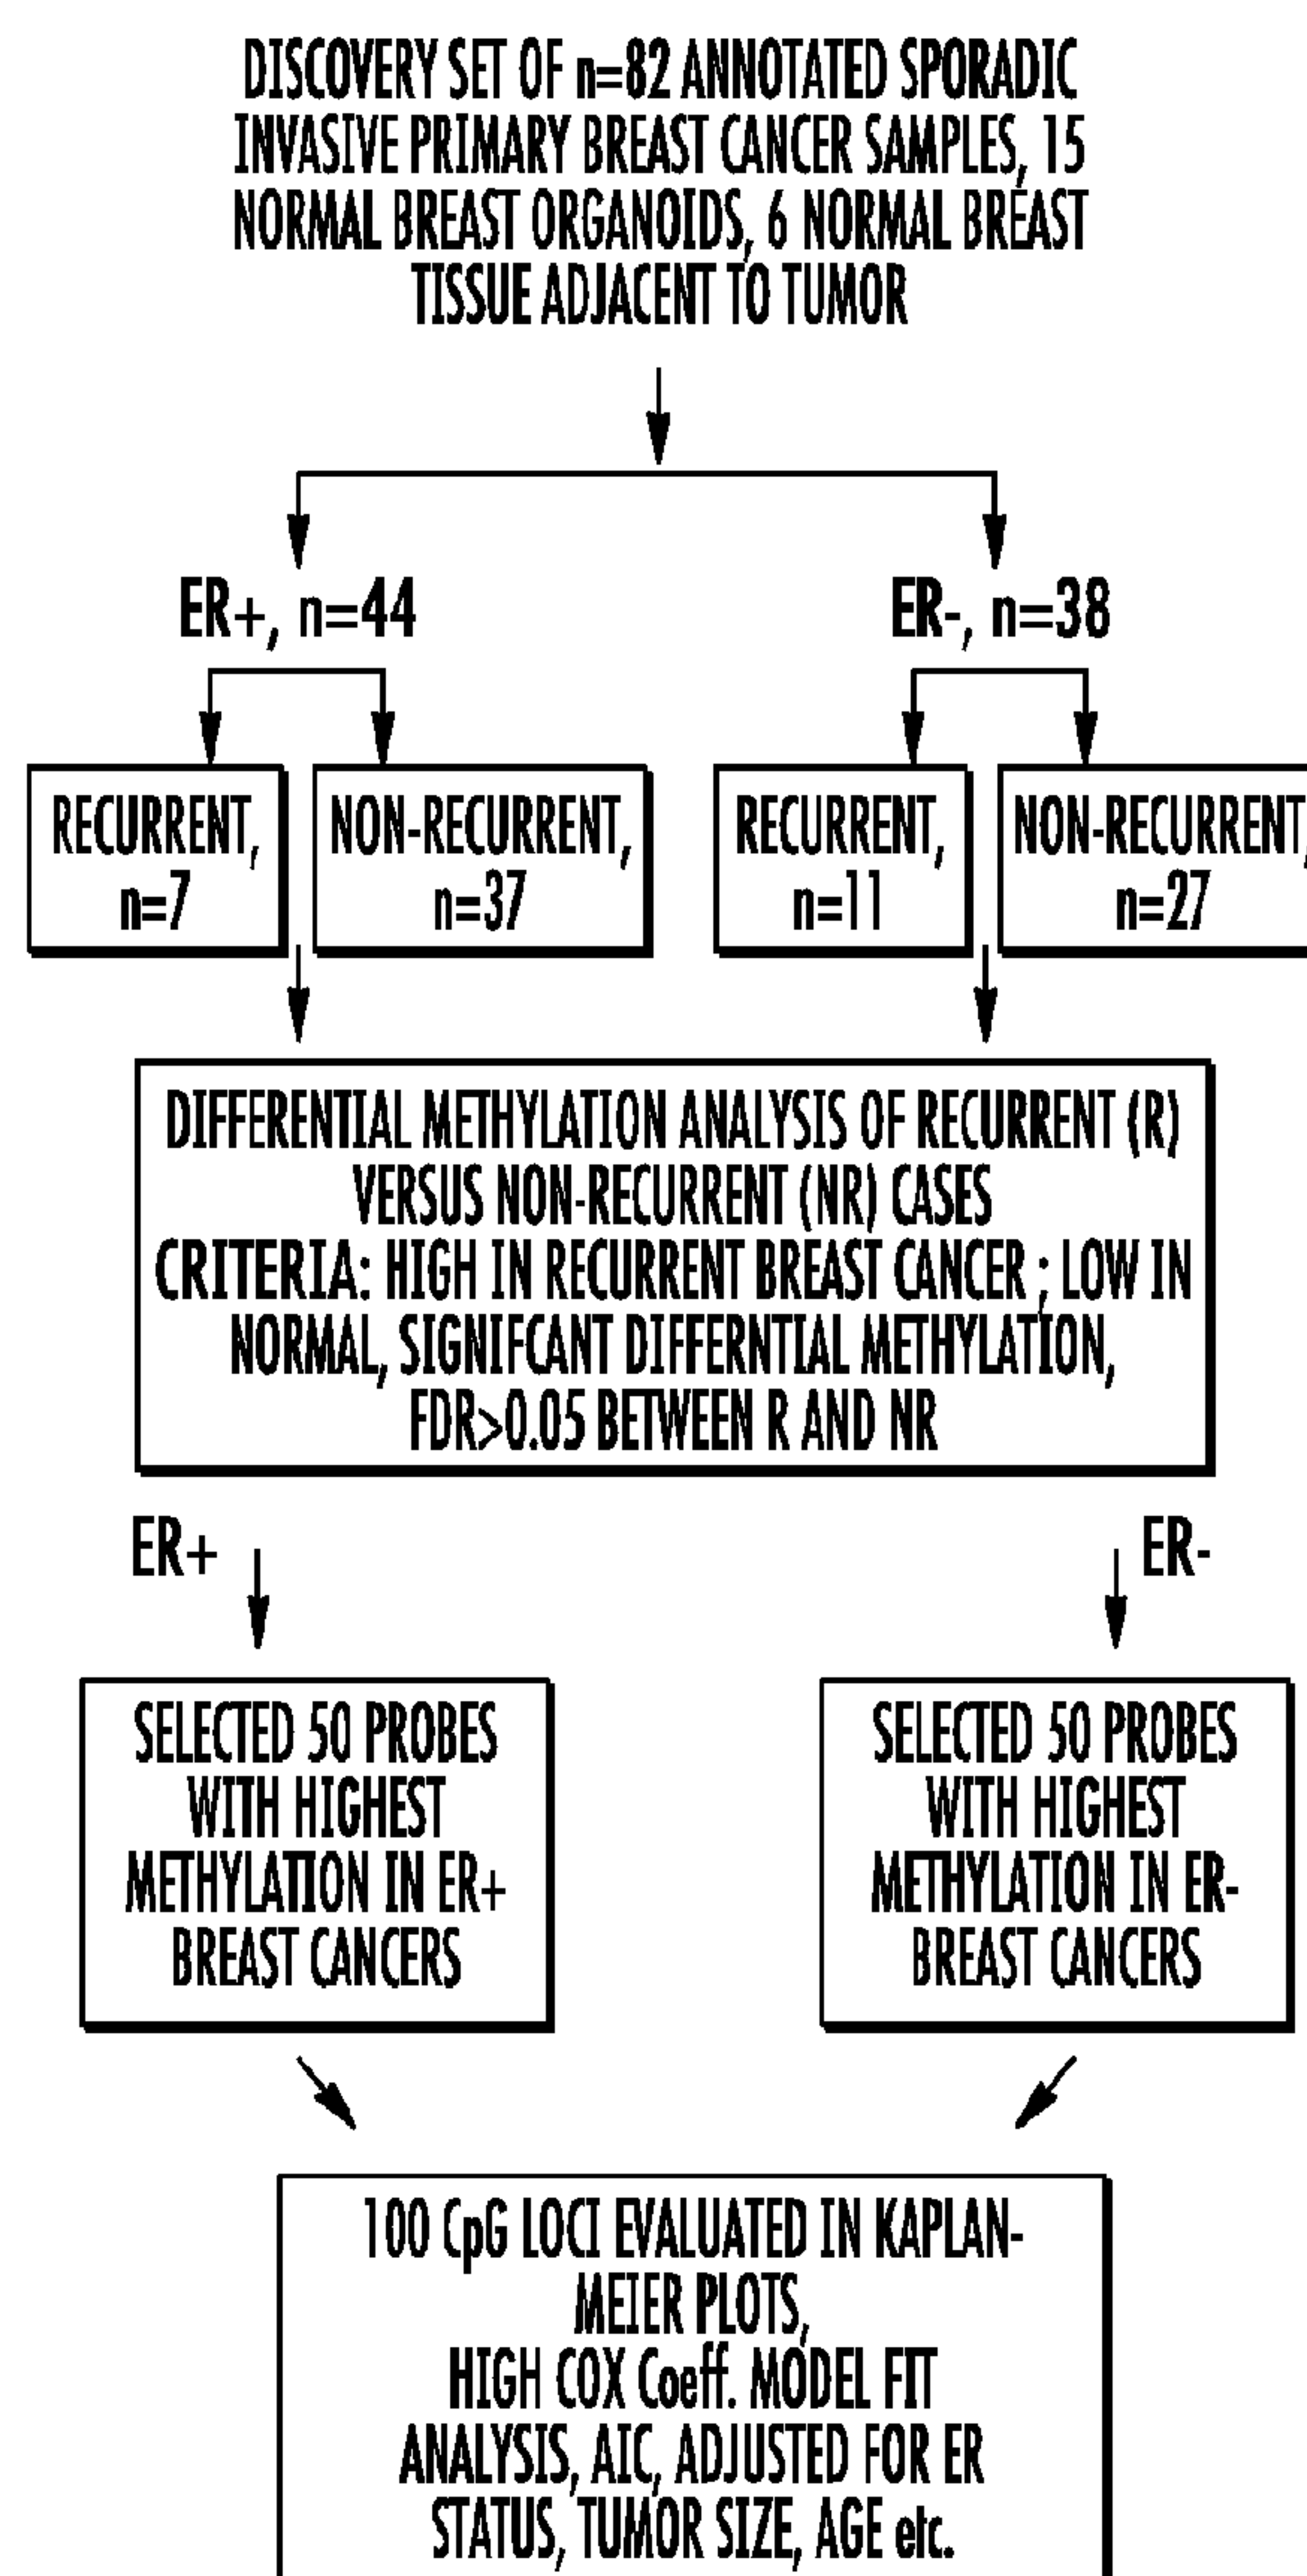 DISCOVERY SET OF n=82 ANNOTATED SPORADIC
INVASIVE PRIMARY BREAST CANCER SAMPLES, 15
NORMAL BREAST ORGANOIDS, 6 NORMAL BREAST
TISSUE ADJACENT TO TUMOR
ER+, n=44
ER-, n=38
RECURRENT,
n=7
NON-RECURRENT,
n=37
RECURRENT,
n=11
NON-RECURRENT,
n=27
DIFFERENTIAL METHYLATION ANALYSIS OF RECURRENT (R)
VERSUS NON-RECURRENT (NR) CASES
CRITERIA: HIGH IN RECURRENT BREAST CANCER ; LOW IN
NORMAL, SIGNIFCANT DIFFERNTIAL METHYLATION,
FDR>0.05 BETWEEN R AND NR
ER+
ER-
SELECTED 50 PROBES
WITH HIGHEST
METHYLATION IN ER+
BREAST CANCERS
SELECTED 50 PROBES
WITH HIGHEST
METHYLATION IN ER-
BREAST CANCERS
100 CpG LOCI EVALUATED IN KAPLAN-
MEIER PLOTS,
HIGH COX Coeff. MODEL FIT
ANALYSIS, AIC, ADJUSTED FOR ER
STATUS, TUMOR SIZE, AGE etc.